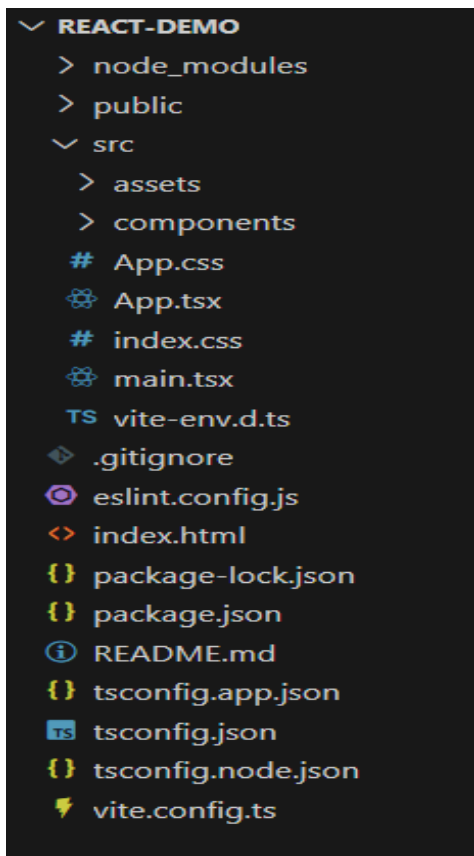 REACT-DEMO
node_modules
public
src
assets
components
# App.css
App.tsx
# index.css
main.tsx
TS vite-env.d.ts
.gitignore
eslint.config.js
<> index.html
{} package-lock.json
{} package.json
README.md
{} tsconfig.app.json
TS tsconfig.json
{} tsconfig.node.json
vite.config.ts